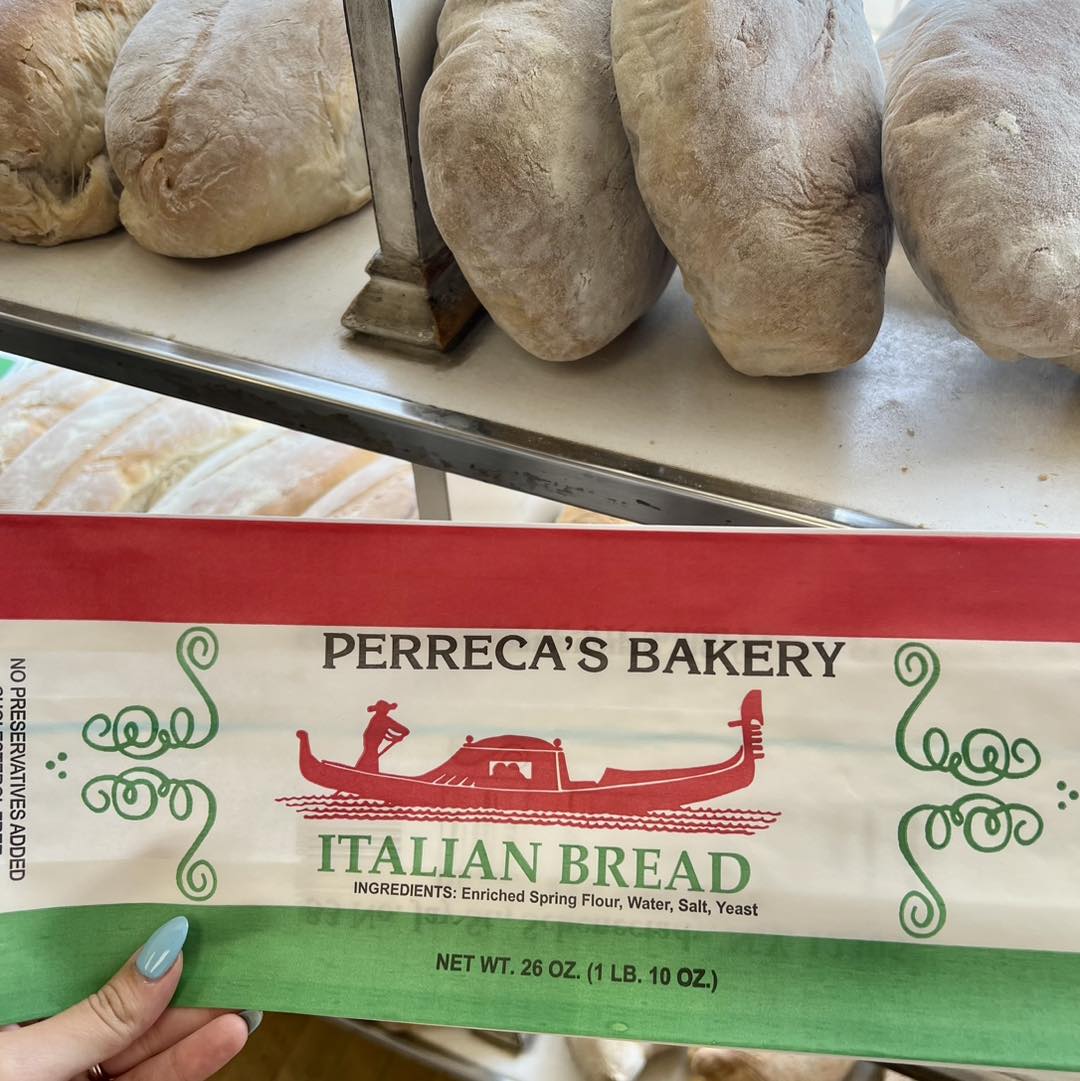 PERRECA'S BAKERY
ITALIAN BREAD
INGREDIENTS: Enriched Spring Flour, Water, Salt, Yeast
NET WT. 26 OZ. (1 LB. 10 OZ.)
NO PRESERVATIVES ADDED